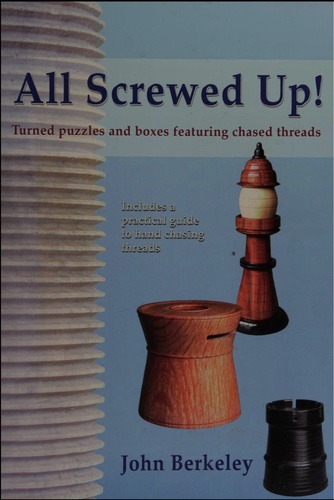 All Screwed Up!
Turned puzzles and boxes featuring chased threads
Includes a
practical guide
to hand chasing
threads
John Berkeley